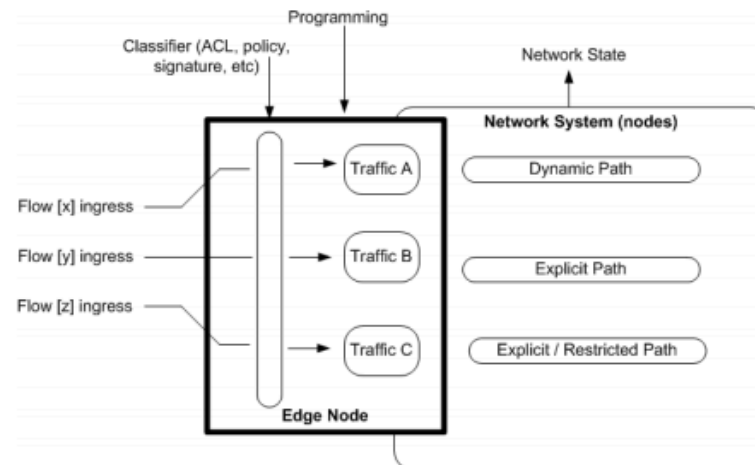 Programming
Classifier (ACL, policy,
signature, etc)
Network State
Network System (nodes)
Traffic A
Dynamic Path
Flow [x] ingress
Flow [y] ingress
Traffic B
Explicit Path
Flow [z] ingress
Traffic C
Explicit / Restricted Path
Edge Node